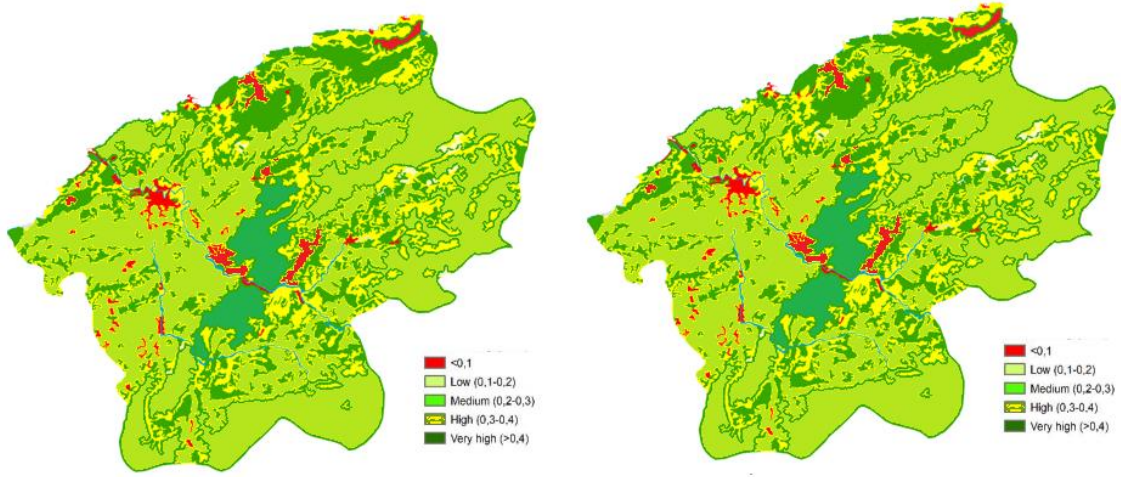 <0,1
Low (0,1-0,2)
Medium (0,2-0,3)
High (0,3-0,4)
Very high (>0,4)
<0,1
Low (0,1-0,2)
Medium (0,2-0,3)
High (0,3-0,4)
Very high (>0,4)